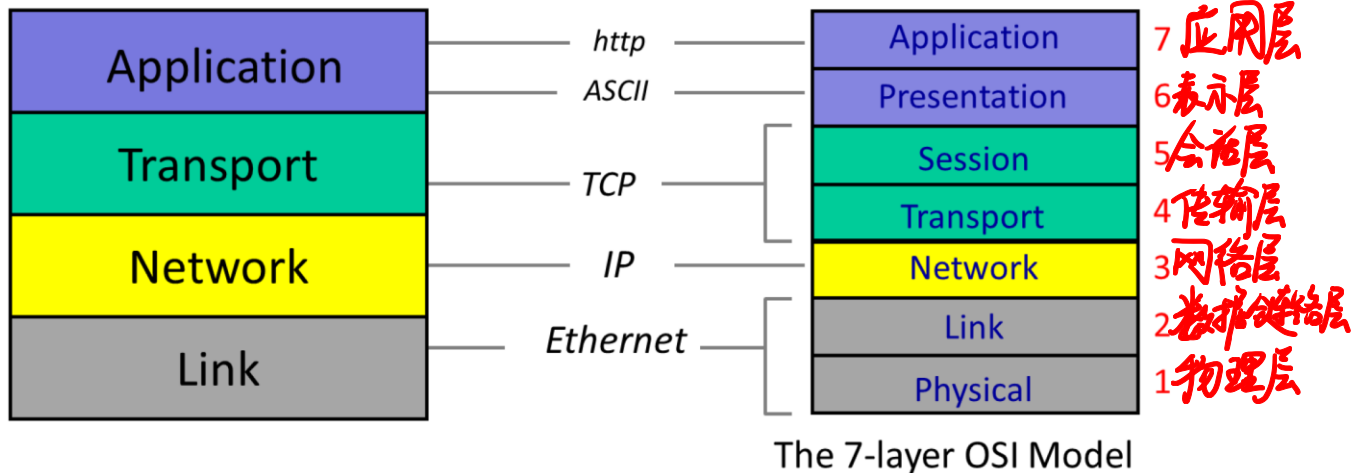 Application
Transport
Network
Link
http
ASCII
TCP
IP
Ethernet
Application 7 应用层
Presentation 6 表示层
Session 5 会话层
Transport 4 传输层
Network 3 网络层
Link 2 数据链络层
Physical 1 物理层
The 7-layer OSI Model